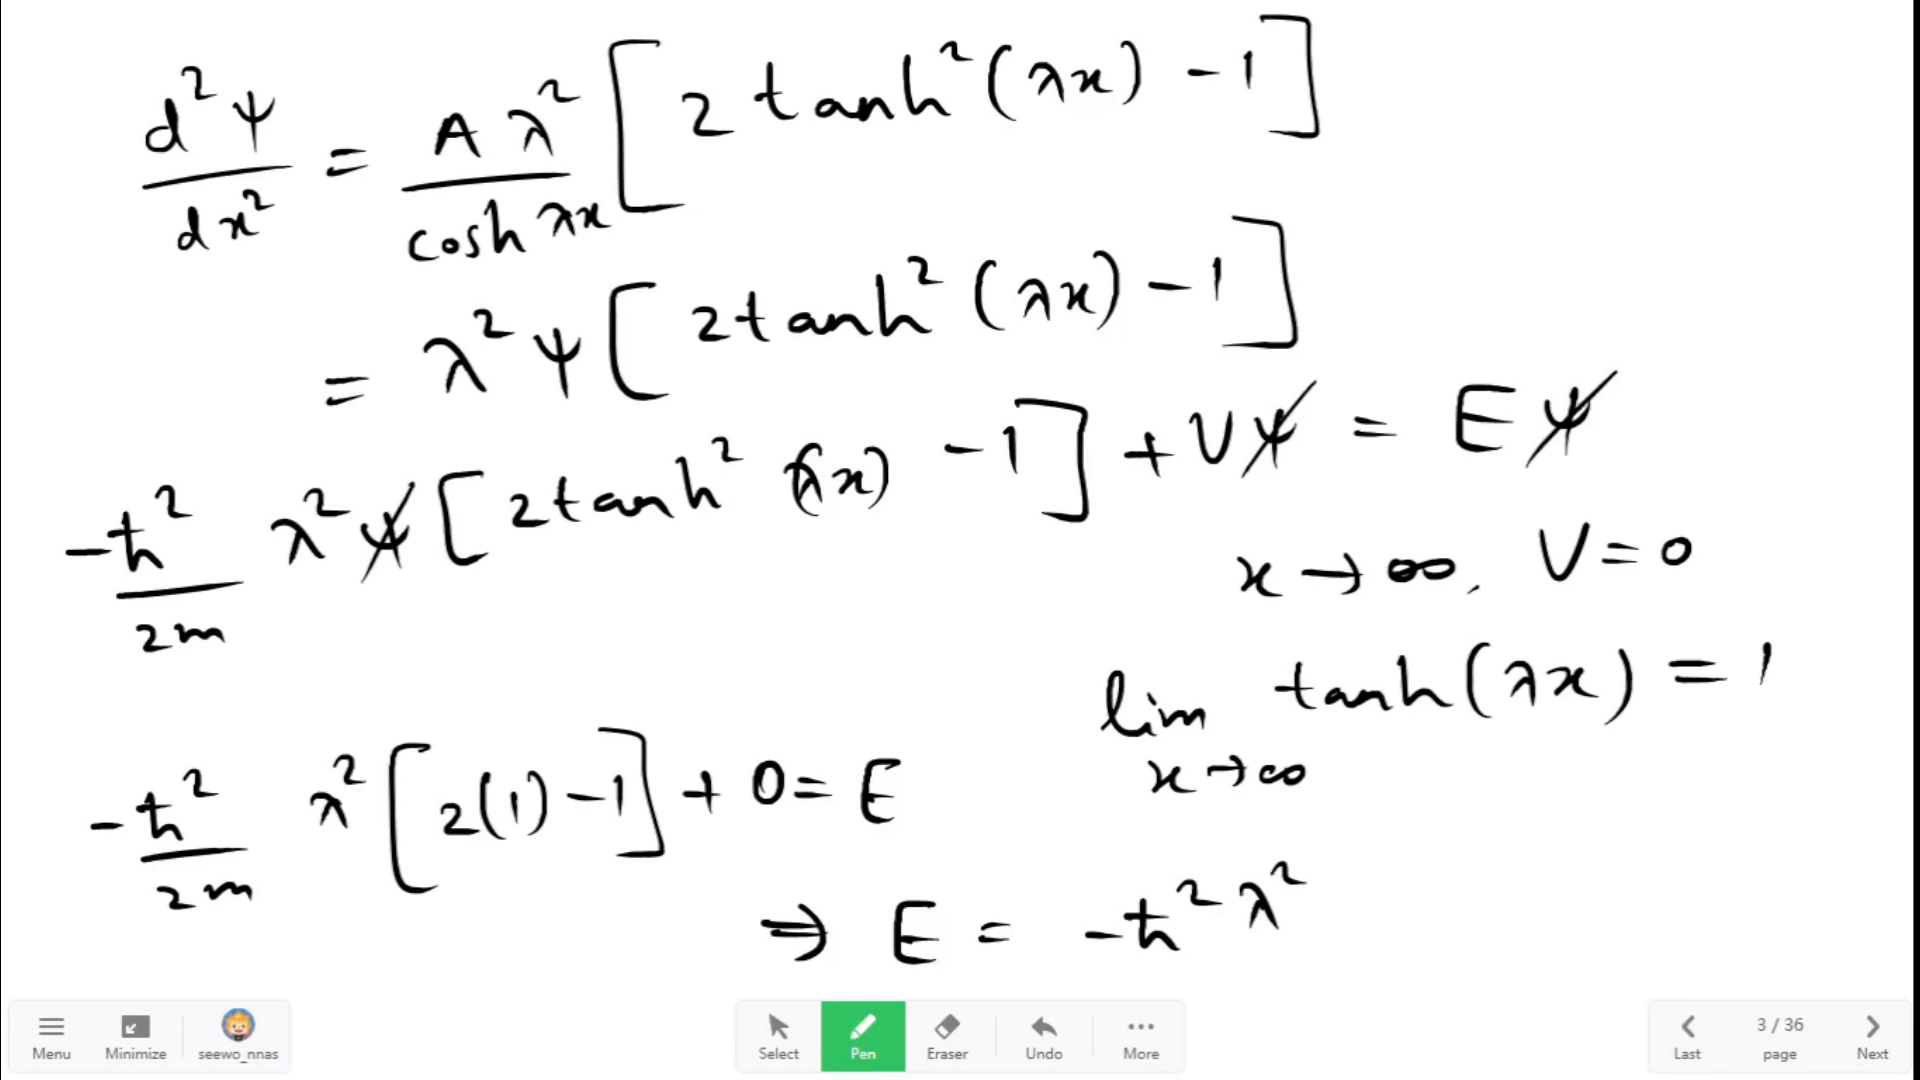 d²ψ/dx² = Aλ²/cosh λx [2 tanh²(λx) - 1]
= λ²ψ [2tanh²(λx) - 1]
-ħ²/2m λ²ψ [2tanh²(λx) - 1] + Vψ = Eψ
x → ∞, V = 0
lim x→∞ tanh(λx) = 1
-ħ²/2m λ² [2(1) - 1] + 0 = E
⇒ E = -ħ²λ²
Menu Minimize seewo_nnas Select Pen Eraser Undo More Last 3 / 36 page Next